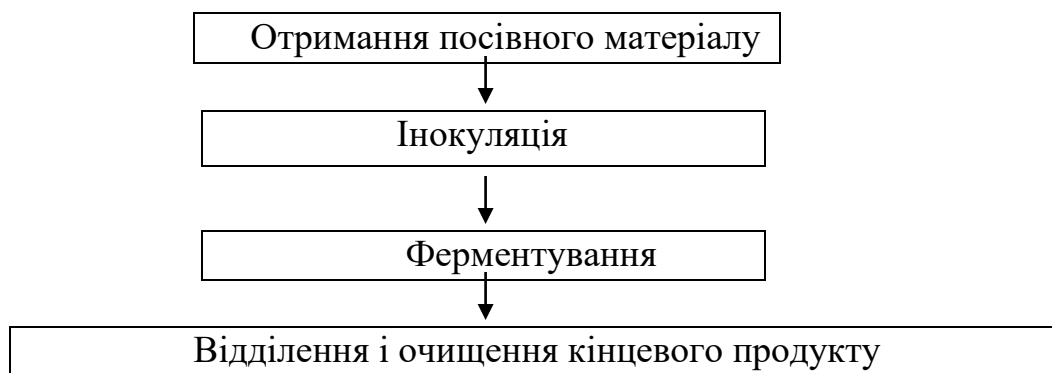 Отримання посівного матеріалу
Інокуляція
Ферментування
Відділення і очищення кінцевого продукту